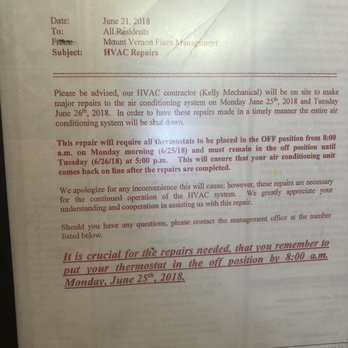 Date: June 21, 2018
To: All Residents
From: Mount Vernon Plaza Management
Subject: HVAC Repairs
Please be advised, our HVAC contractor (Kelly Mechanical) will be on site to make
major repairs to the air conditioning system on Monday June 25th, 2018 and Tuesday
June 26th, 2018. In order to have these repairs made in a timely manner the entire air
conditioning system will be shut down.
This repair will require all thermostats to be placed in the OFF position from 8:00
a.m. on Monday morning (6/25/18) and must remain in the off position until
Tuesday (6/26/18) at 5:00 p.m. This will ensure that your air conditioning unit
comes back on line after the repairs are completed.
We apologize for any inconvenience this will cause; however, these repairs are necessary
for the continued operation of the HVAC system. We greatly appreciate your
understanding and cooperation in assisting us with this repair.
Should you have any questions, please contact the management office at the number
listed below.
It is crucial for the repairs needed, that you remember to
put your thermostat in the off position by 8:00 a.m.
Monday, June 25th, 2018.